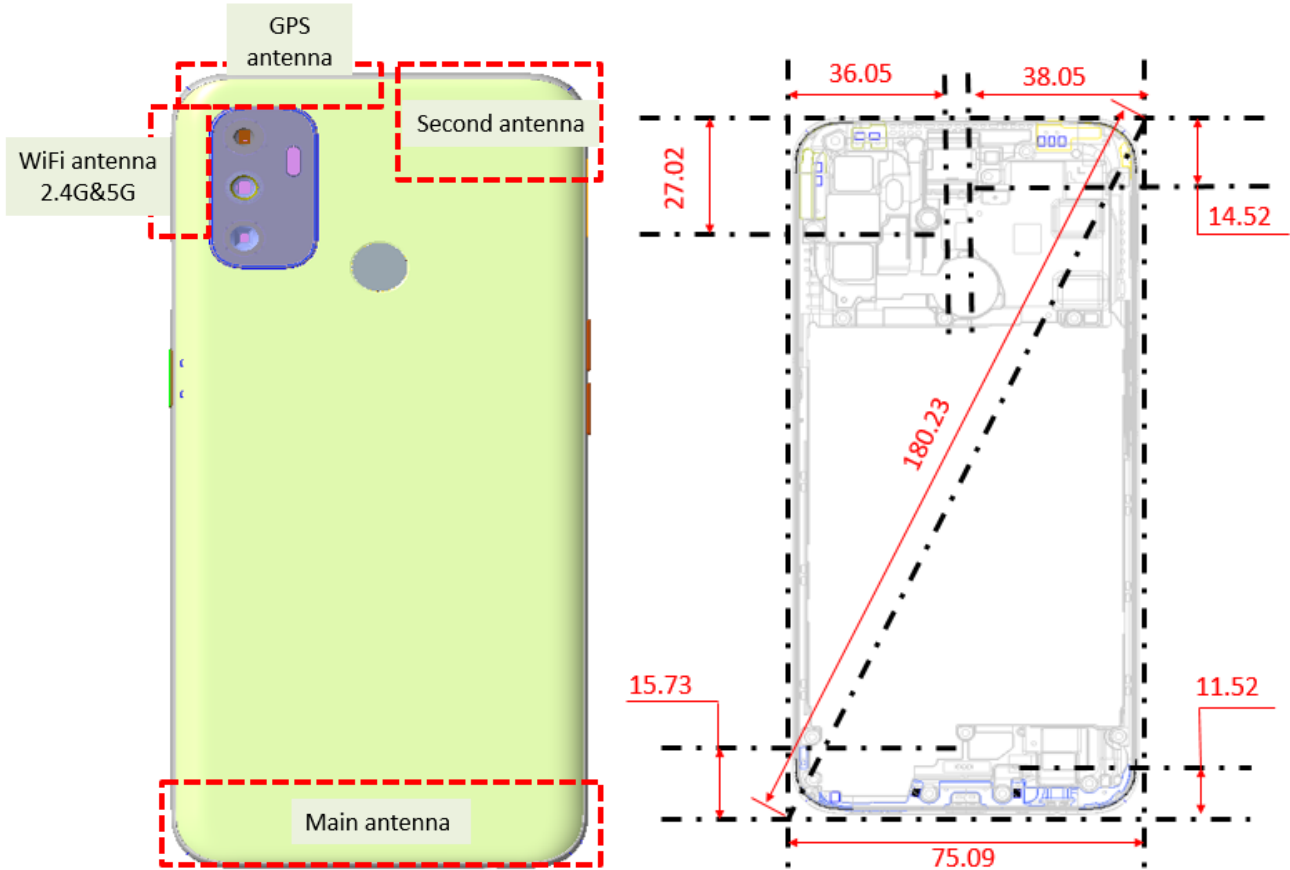 GPS
antenna
Second antenna
WiFi antenna
2.4G&5G
Main antenna
36.05
38.05
27.02
14.52
180.23
15.73
11.52
75.09